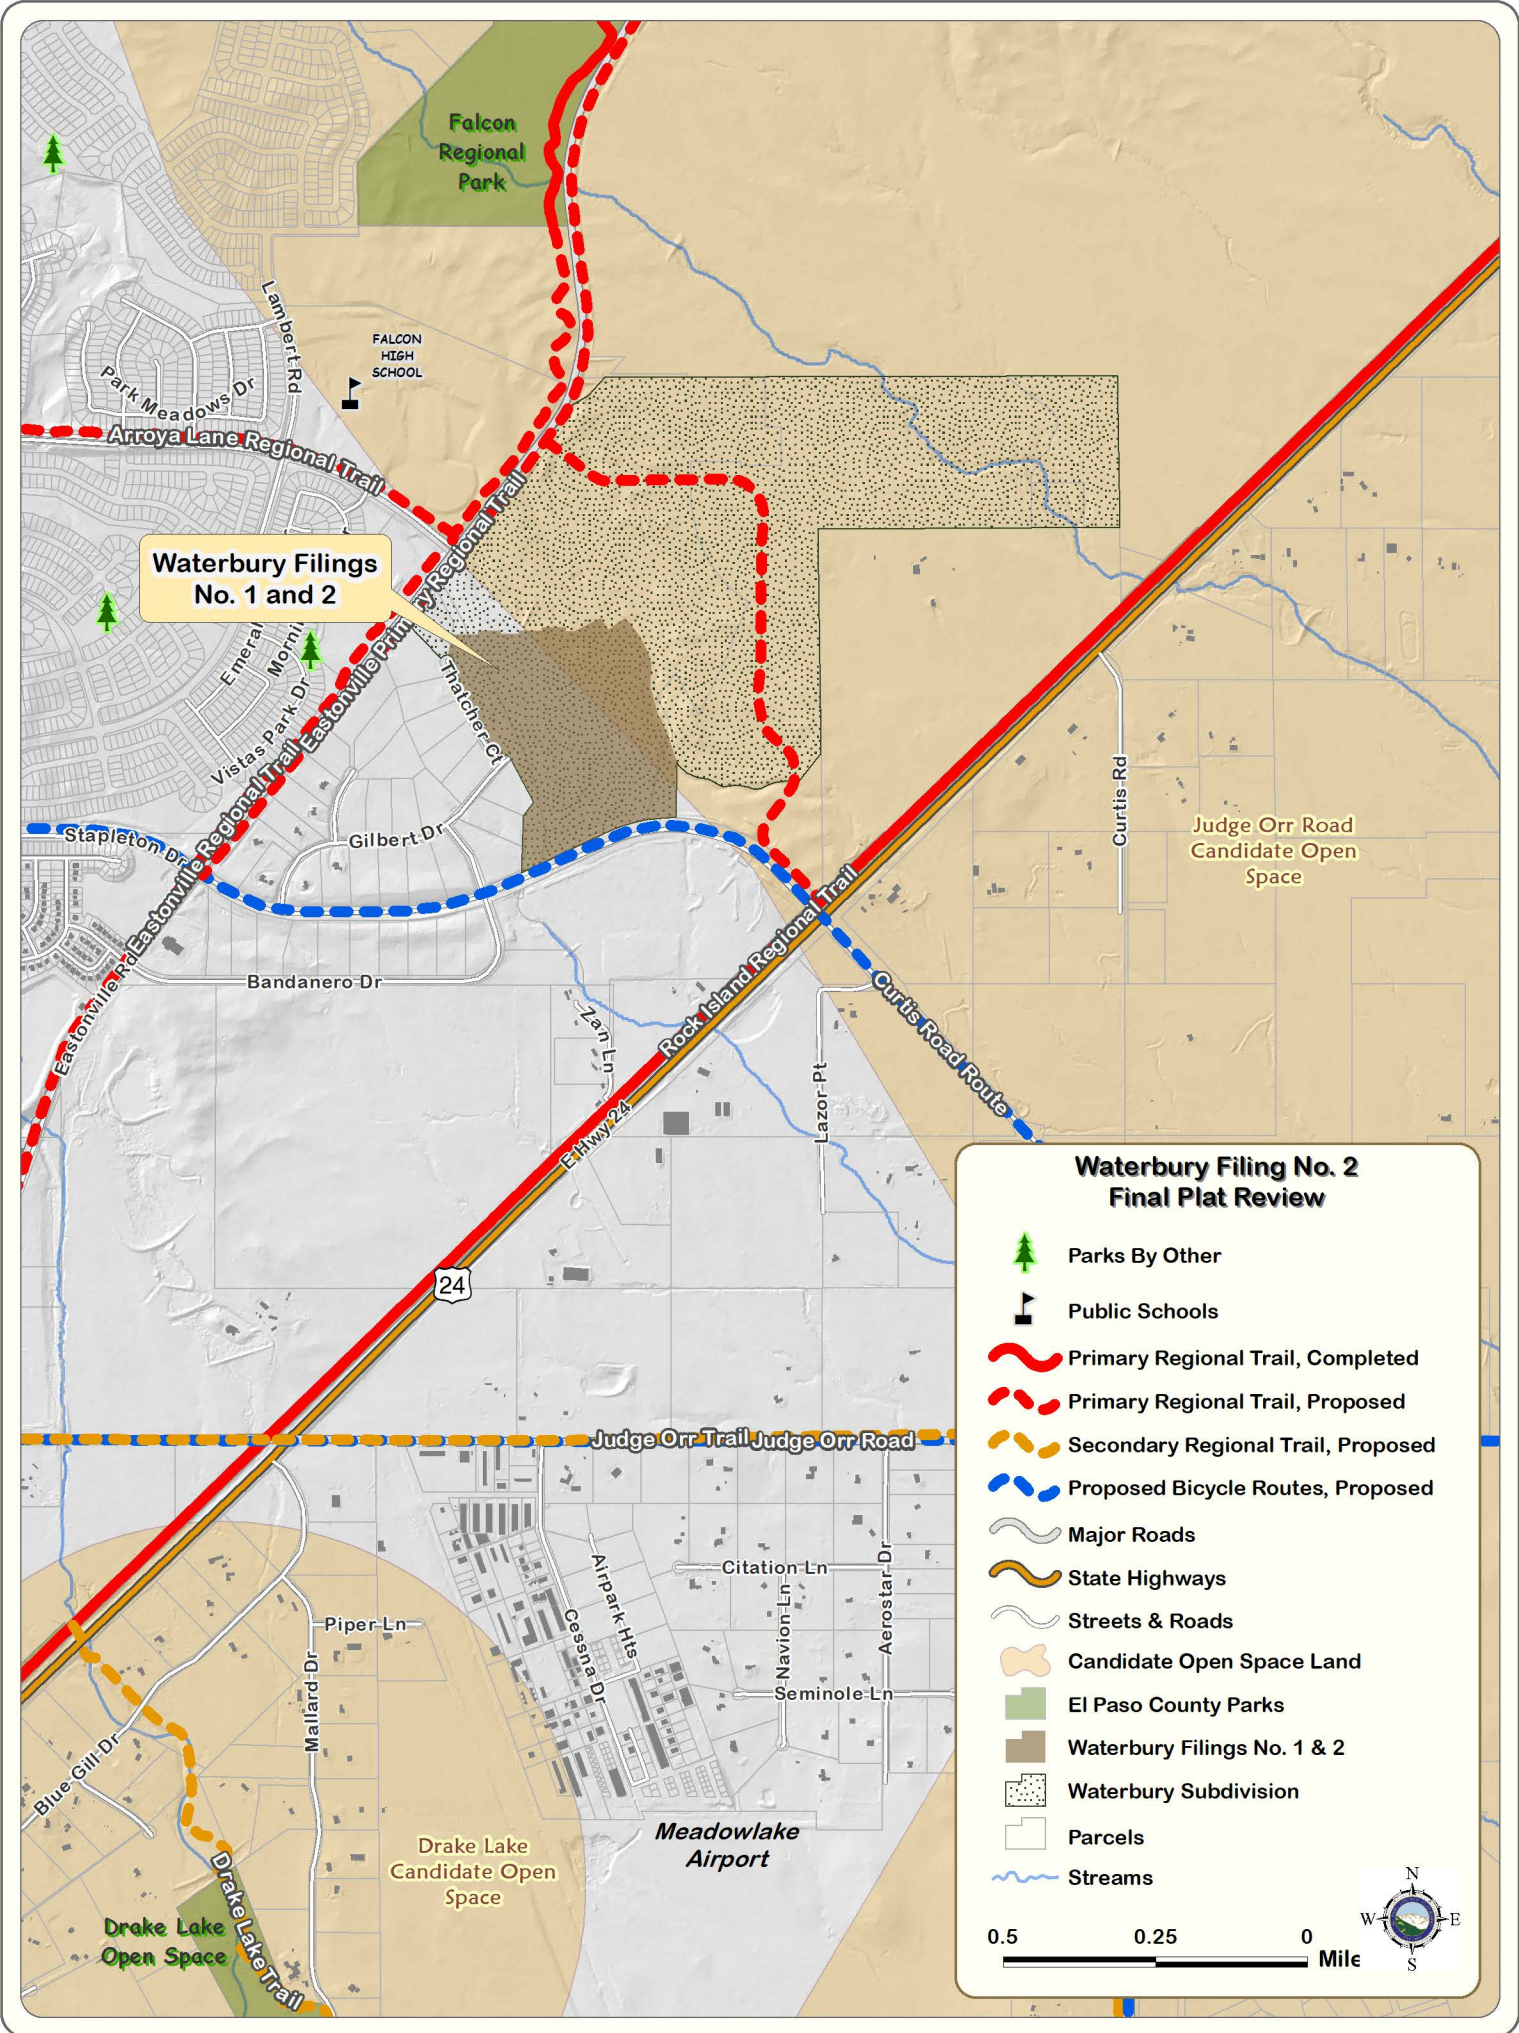 Falcon
Regional
Park
Lambert Rd
FALCON
HIGH
SCHOOL
Park Meadows Dr
Arroya Lane Regional Trail
Eastonville Primary Regional Trail
Waterbury Filings
No. 1 and 2
Emeral
Morni
r
Vistas Park Dr
Thatcher Ct
Eastonville Regional Trail
Stapleton Dr
Gilbert Dr
Curtis Rd
Judge Orr Road
Candidate Open
Space
Eastonville Rd
Bandanero Dr
Rock Island Regional Trail
Zan Ln
Curtis Road Route
Lazor Pt
E Hwy 24
24
Judge Orr Trail
Judge Orr Road
Citation Ln
Airpark Hts
Cessna Dr
Navion Ln
Aerostar Dr
Piper Ln
Mallard Dr
Seminole Ln
Blue Gill Dr
Meadowlake
Airport
Drake Lake
Candidate Open
Space
Drake Lake
Open Space
Drake Lake Trail
Waterbury Filing No. 2
Final Plat Review
Parks By Other
Public Schools
Primary Regional Trail, Completed
Primary Regional Trail, Proposed
Secondary Regional Trail, Proposed
Proposed Bicycle Routes, Proposed
Major Roads
State Highways
Streets & Roads
Candidate Open Space Land
El Paso County Parks
Waterbury Filings No. 1 & 2
Waterbury Subdivision
Parcels
Streams
N
W E
S
0.5 0.25 0
Mile